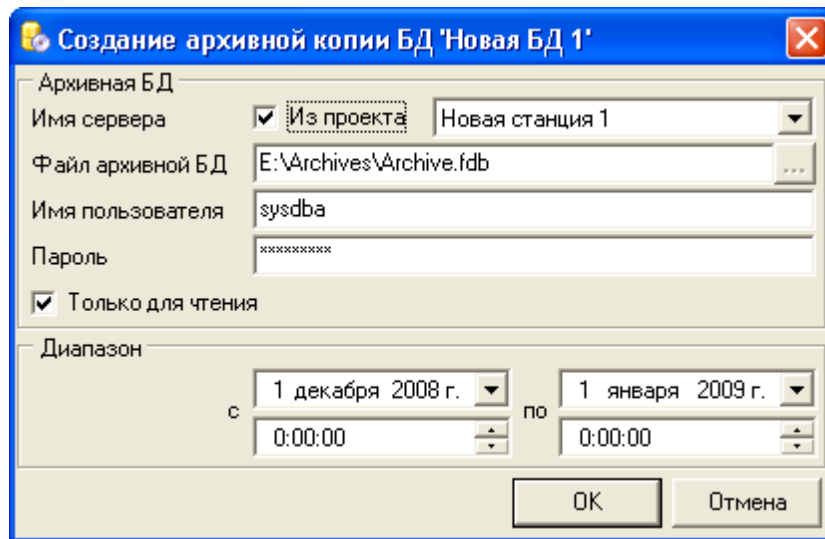 Создание архивной копии БД 'Новая БД 1'
Архивная БД
Имя сервера Из проекта Новая станция 1
Файл архивной БД E:\Archives\Archive.fdb ...
Имя пользователя sysdba
Пароль *********
Только для чтения
Диапазон
с 1 декабря 2008 г. по 1 января 2009 г.
0:00:00 0:00:00
OK Отмена